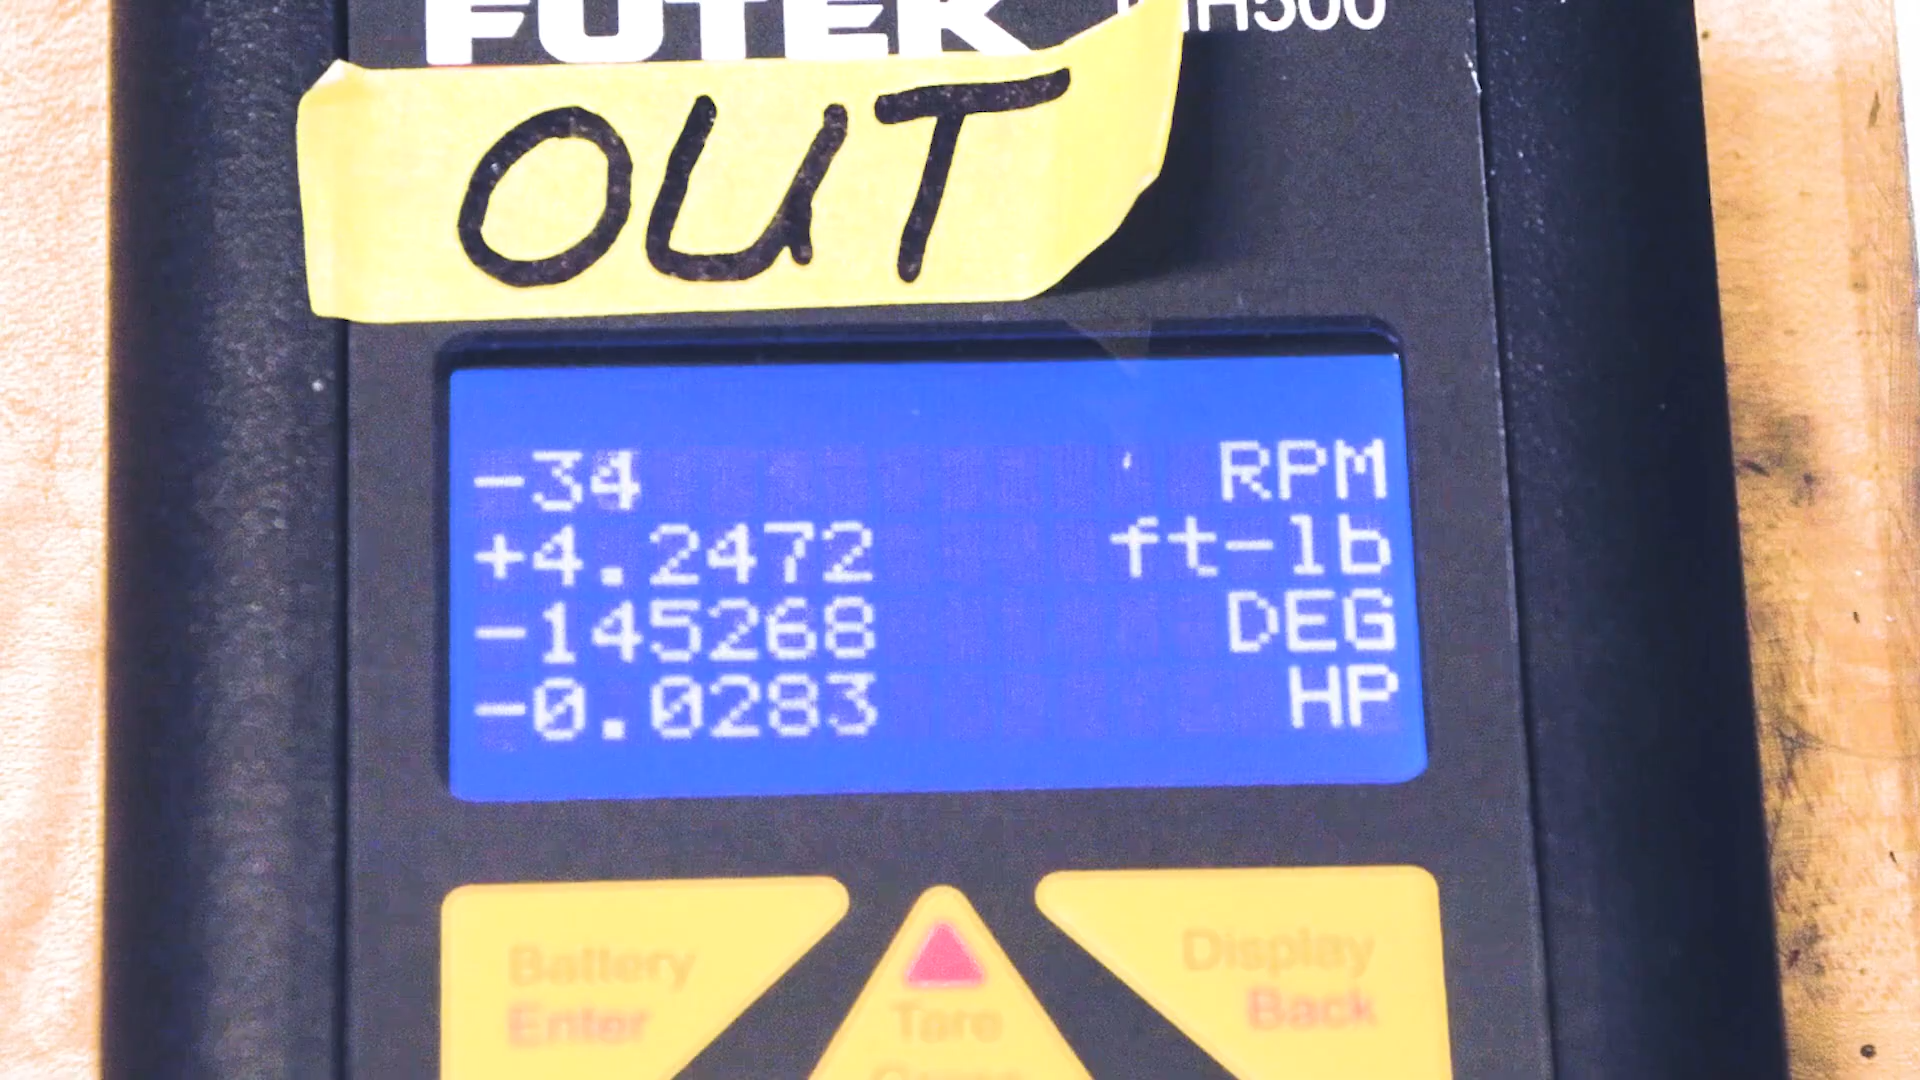 FUTEK
OUT
-34 RPM
+4.2472 ft-lb
-145268 DEG
-0.0283 HP
Battery
Enter
Tare
Display
Back